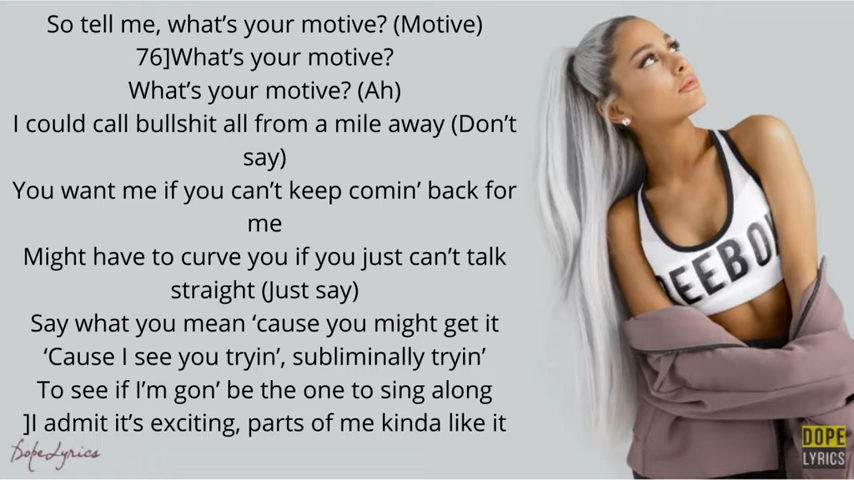 So tell me, what’s your motive? (Motive)
76]What’s your motive?
What’s your motive? (Ah)
I could call bullshit all from a mile away (Don’t
say)
You want me if you can’t keep comin’ back for
me
Might have to curve you if you just can’t talk
straight (Just say)
Say what you mean ‘cause you might get it
‘Cause I see you tryin’, subliminally tryin’
To see if I’m gon’ be the one to sing along
]I admit it’s exciting, parts of me kinda like it
DopeLyrics
REEBO
DOPE
LYRICS